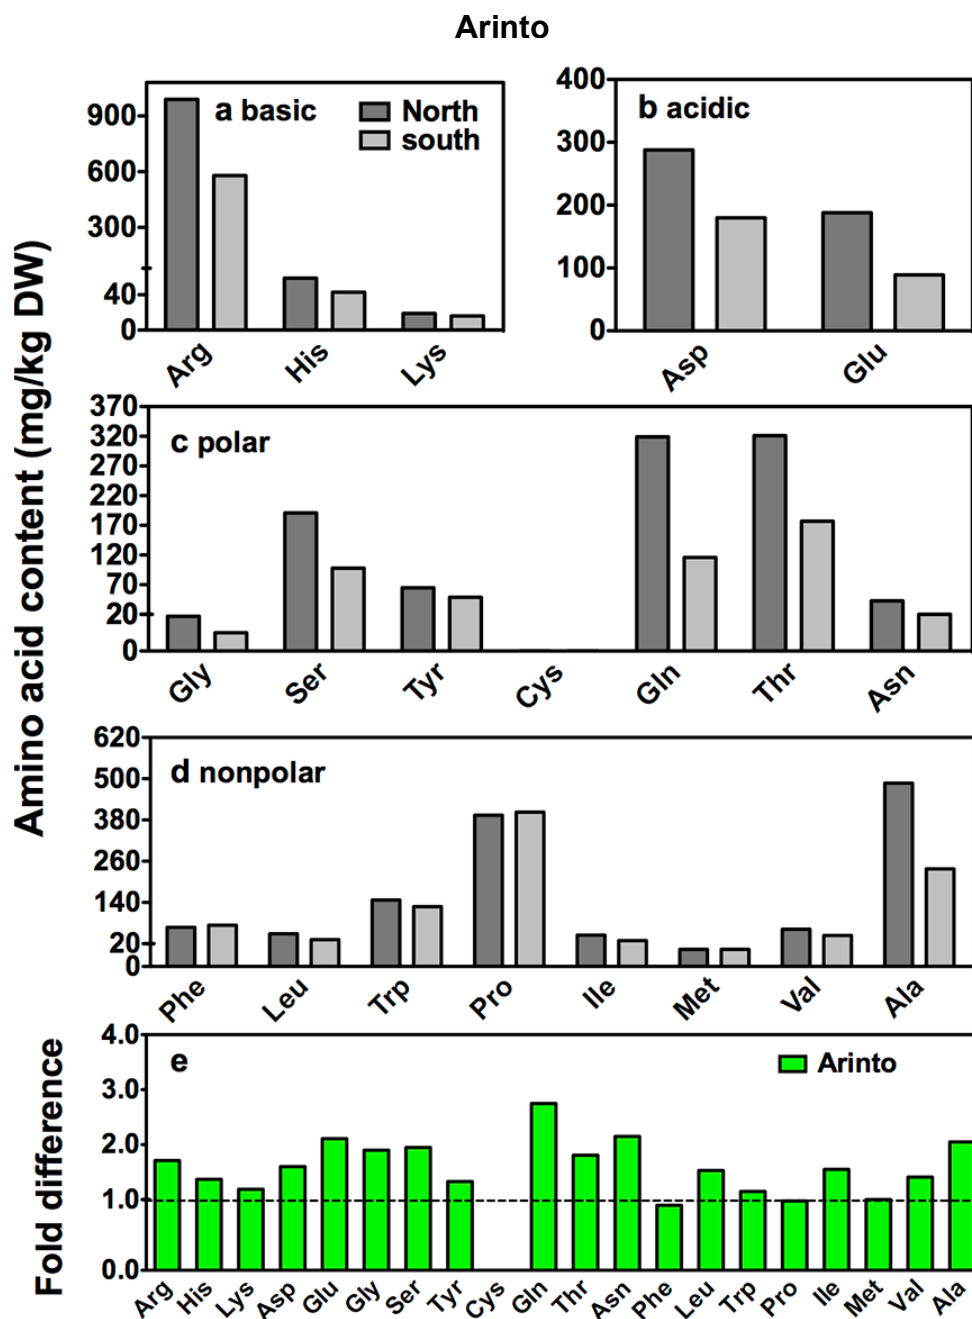 Arinto
Amino acid content (mg/kg DW)
a basic
North
south
900
600
300
40
0
Arg His Lys
b acidic
400
300
200
100
0
Asp Glu
c polar
370
320
270
220
170
120
70
20
0
Gly Ser Tyr Cys Gln Thr Asn
d nonpolar
620
500
380
260
140
20
0
Phe Leu Trp Pro Ile Met Val Ala
Fold difference
e
Arinto
4.0
3.0
2.0
1.0
0.0
Arg His Lys Asp Glu Gly Ser Tyr Cys Gln Thr Asn Phe Leu Trp Pro Ile Met Val Ala